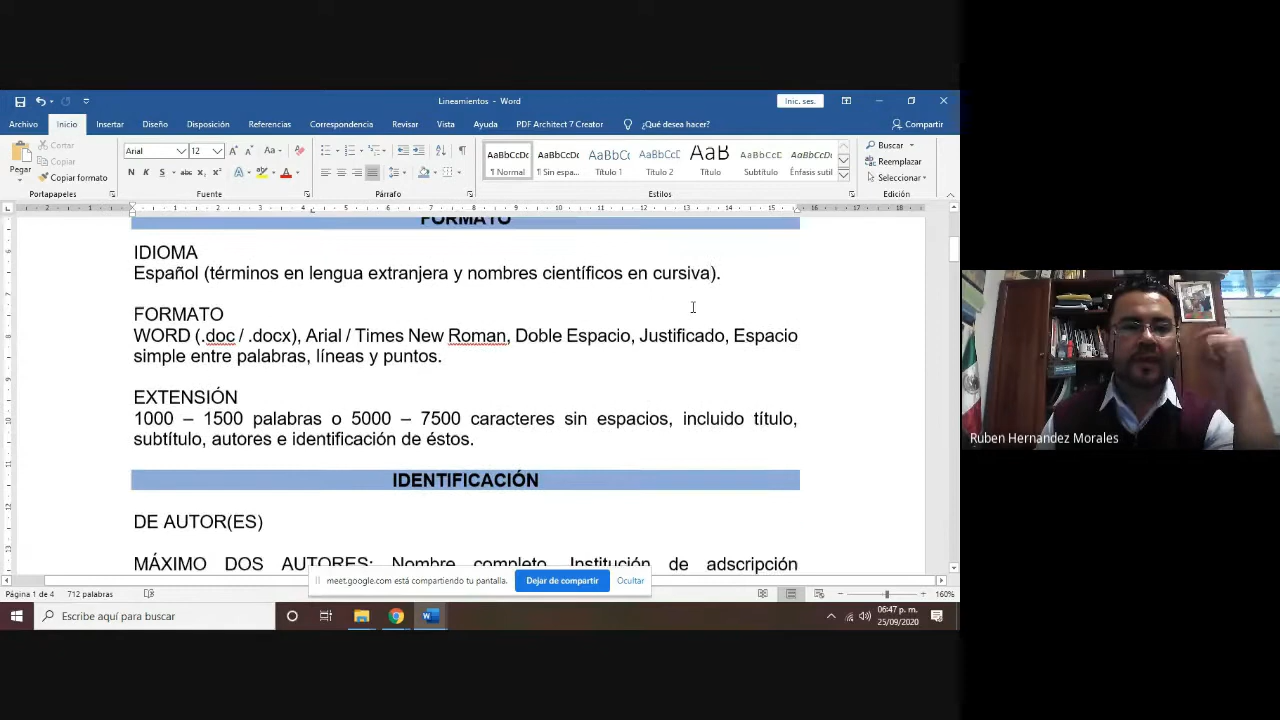 Lineamientos - Word
Inic. ses.
Archivo Inicio Insertar Diseño Disposición Referencias Correspondencia Revisar Vista Ayuda PDF Architect 7 Creator ¿Qué desea hacer? Compartir
Pegar
Cortar
Copiar
Copiar formato
Portapapeles
Arial 12
Fuente
Párrafo
AaBbCcDc AaBbCcDc AaBbC AaBbCcC AaB AaBbCcD AaBbCcDc
¶ Normal ¶ Sin espa... Título 1 Título 2 Título Subtítulo Énfasis sutil
Estilos
Buscar
Reemplazar
Seleccionar
Edición
FORMATO
IDIOMA
Español (términos en lengua extranjera y nombres científicos en cursiva).
FORMATO
WORD (.doc / .docx), Arial / Times New Roman, Doble Espacio, Justificado, Espacio
simple entre palabras, líneas y puntos.
EXTENSIÓN
1000 – 1500 palabras o 5000 – 7500 caracteres sin espacios, incluido título,
subtítulo, autores e identificación de éstos.
IDENTIFICACIÓN
DE AUTOR(ES)
MÁXIMO DOS AUTORES: Nombre completo, Institución de adscripción
meet.google.com está compartiendo tu pantalla. Dejar de compartir Ocultar
Página 1 de 4 712 palabras 160%
Escribe aquí para buscar
06:47 p. m.
25/09/2020
Ruben Hernandez Morales